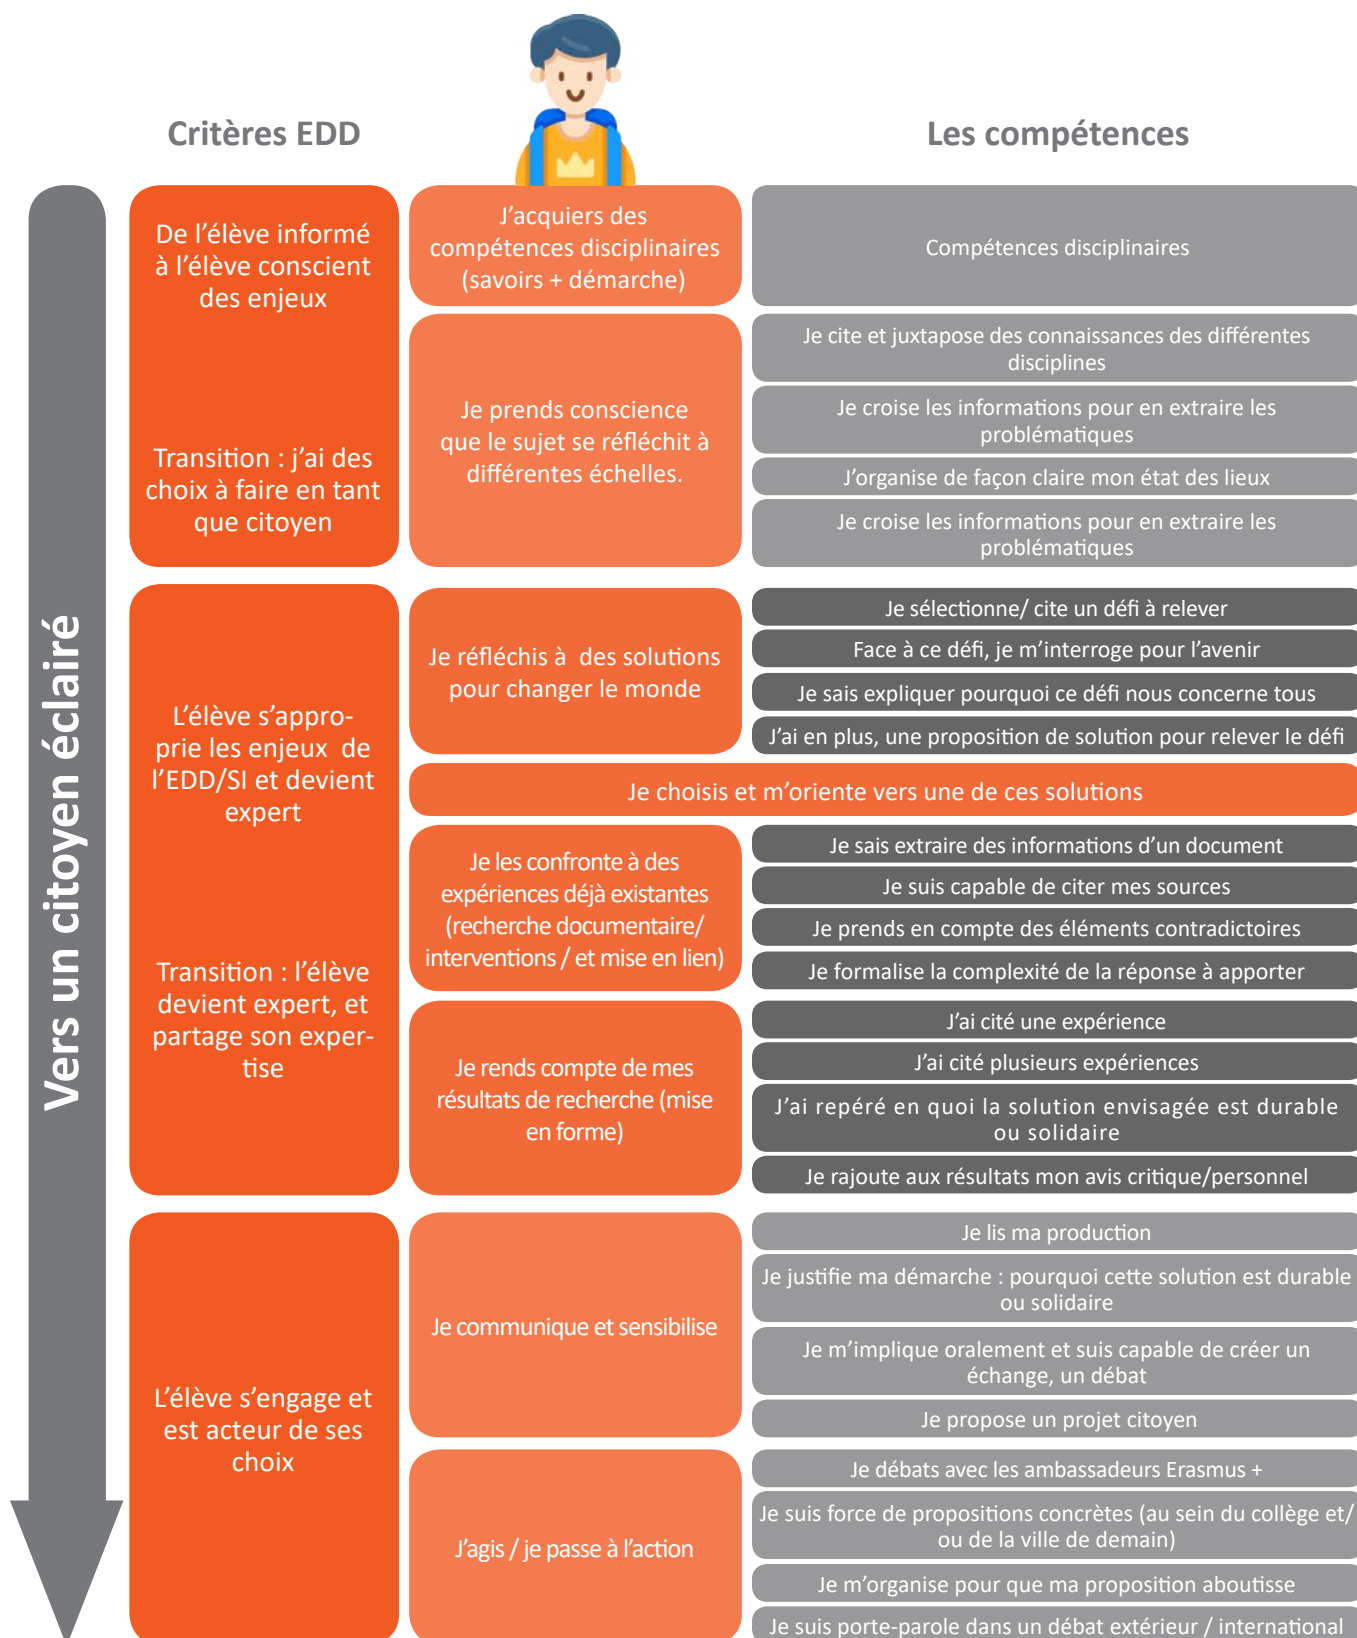 Critères EDD
Les compétences
Vers un citoyen éclairé
De l’élève informé
à l’élève conscient
des enjeux
Transition : j’ai des
choix à faire en tant
que citoyen
J’acquiers des
compétences disciplinaires
(savoirs + démarche)
Compétences disciplinaires
Je prends conscience
que le sujet se réfléchit à
différentes échelles.
Je cite et juxtapose des connaissances des différentes
disciplines
Je croise les informations pour en extraire les
problématiques
J’organise de façon claire mon état des lieux
Je croise les informations pour en extraire les
problématiques
L’élève s’appro-
prie les enjeux de
l’EDD/SI et devient
expert
Transition : l’élève
devient expert, et
partage son exper-
tise
Je réfléchis à des solutions
pour changer le monde
Je sélectionne/ cite un défi à relever
Face à ce défi, je m’interroge pour l’avenir
Je sais expliquer pourquoi ce défi nous concerne tous
J’ai en plus, une proposition de solution pour relever le défi
Je choisis et m’oriente vers une de ces solutions
Je les confronte à des
expériences déjà existantes
(recherche documentaire/
interventions / et mise en lien)
Je sais extraire des informations d’un document
Je suis capable de citer mes sources
Je prends en compte des éléments contradictoires
Je formalise la complexité de la réponse à apporter
Je rends compte de mes
résultats de recherche (mise
en forme)
J’ai cité une expérience
J’ai cité plusieurs expériences
J’ai repéré en quoi la solution envisagée est durable
ou solidaire
Je rajoute aux résultats mon avis critique/personnel
L’élève s’engage et
est acteur de ses
choix
Je communique et sensibilise
Je lis ma production
Je justifie ma démarche : pourquoi cette solution est durable
ou solidaire
Je m’implique oralement et suis capable de créer un
échange, un débat
Je propose un projet citoyen
J’agis / je passe à l’action
Je débats avec les ambassadeurs Erasmus +
Je suis force de propositions concrètes (au sein du collège et/
ou de la ville de demain)
Je m’organise pour que ma proposition aboutisse
Je suis porte-parole dans un débat extérieur / international